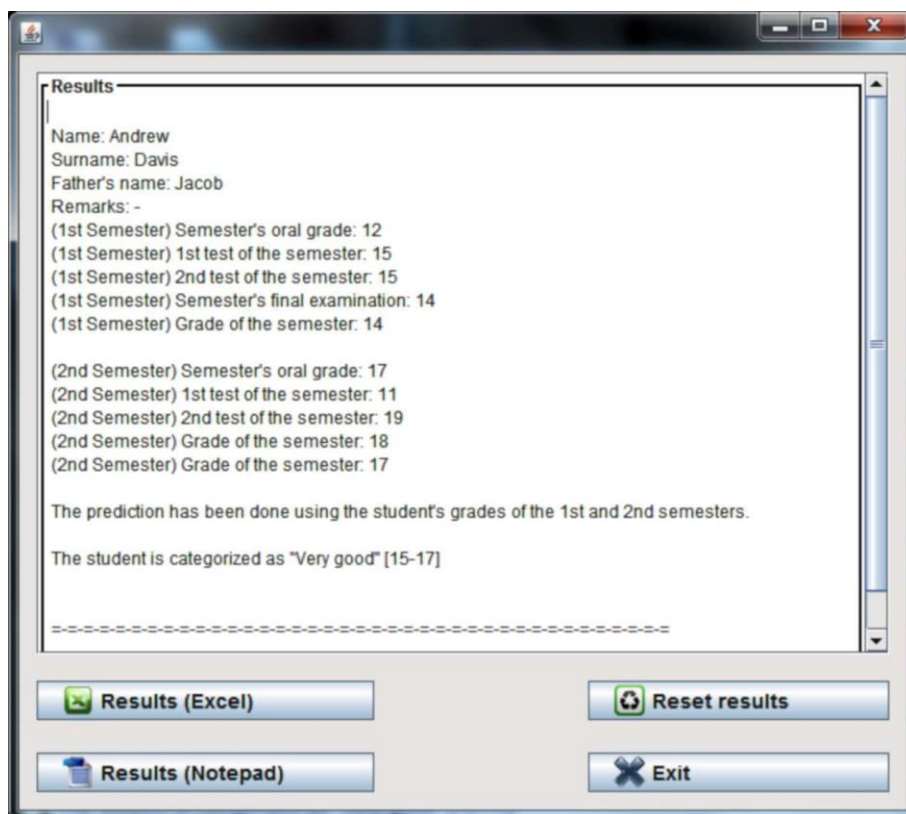 Results
Name: Andrew
Surname: Davis
Father's name: Jacob
Remarks: -
(1st Semester) Semester's oral grade: 12
(1st Semester) 1st test of the semester: 15
(1st Semester) 2nd test of the semester: 15
(1st Semester) Semester's final examination: 14
(1st Semester) Grade of the semester: 14
(2nd Semester) Semester's oral grade: 17
(2nd Semester) 1st test of the semester: 11
(2nd Semester) 2nd test of the semester: 19
(2nd Semester) Grade of the semester: 18
(2nd Semester) Grade of the semester: 17
The prediction has been done using the student's grades of the 1st and 2nd semesters.
The student is categorized as "Very good" [15-17]
=-=-=-=-=-=-=-=-=-=-=-=-=-=-=-=-=-=-=-=-=-=-=-=-=-=-=-=-=-=-=-=-=-=-=-=-=-=-=
Results (Excel)
Reset results
Results (Notepad)
Exit